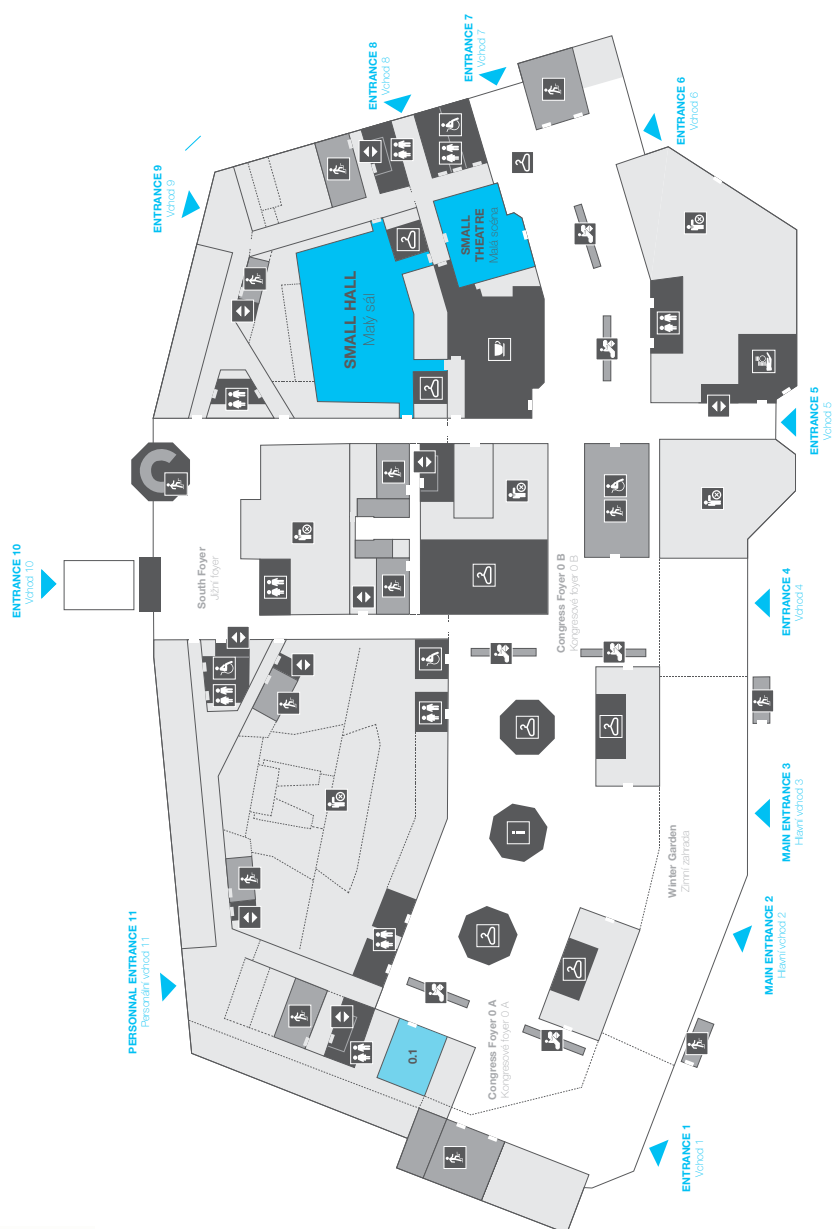 ENTRANCE 7
Vchod 7
ENTRANCE 8
Vchod 8
ENTRANCE 6
Vchod 6
ENTRANCE 9
Vchod 9
SMALL
THEATRE
Malá scéna
SMALL HALL
Malý sál
ENTRANCE 5
Vchod 5
ENTRANCE 10
Vchod 10
South Foyer
Jižní foyer
Congress Foyer 0 B
Kongresové foyer 0 B
ENTRANCE 4
Vchod 4
MAIN ENTRANCE 3
Hlavní vchod 3
i
Winter Garden
Zimní zahrada
MAIN ENTRANCE 2
Hlavní vchod 2
PERSONNAL ENTRANCE 11
Personální vchod 11
0.1
Congress Foyer 0 A
Kongresové foyer 0 A
ENTRANCE 1
Vchod 1